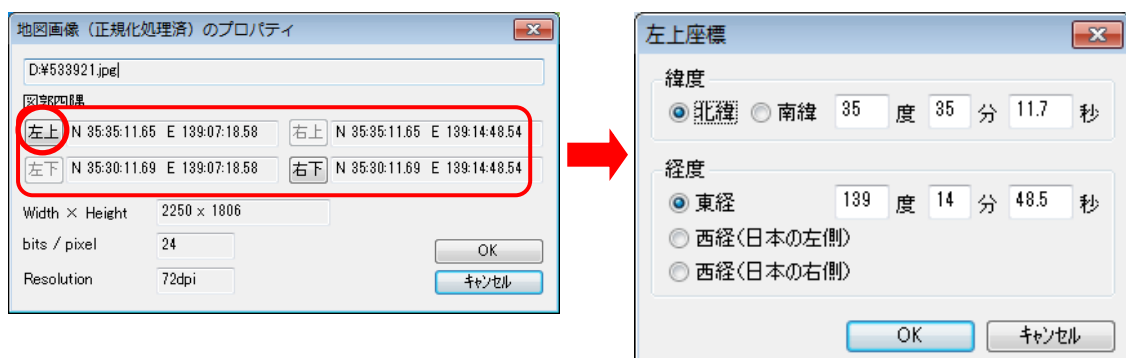 地図画像（正規化処理済）のプロパティ
D:¥533921.jpg
図郭四隅
左上 N 35:35:11.65 E 139:07:18.58 右上 N 35:35:11.65 E 139:14:48.54
左下 N 35:30:11.69 E 139:07:18.58 右下 N 35:30:11.69 E 139:14:48.54
Width × Height 2250 × 1806
bits / pixel 24
Resolution 72dpi
OK
キャンセル
左上座標
緯度
北緯 南緯 35 度 35 分 11.7 秒
経度
東経 139 度 14 分 48.5 秒
西経(日本の左側)
西経(日本の右側)
OK キャンセル